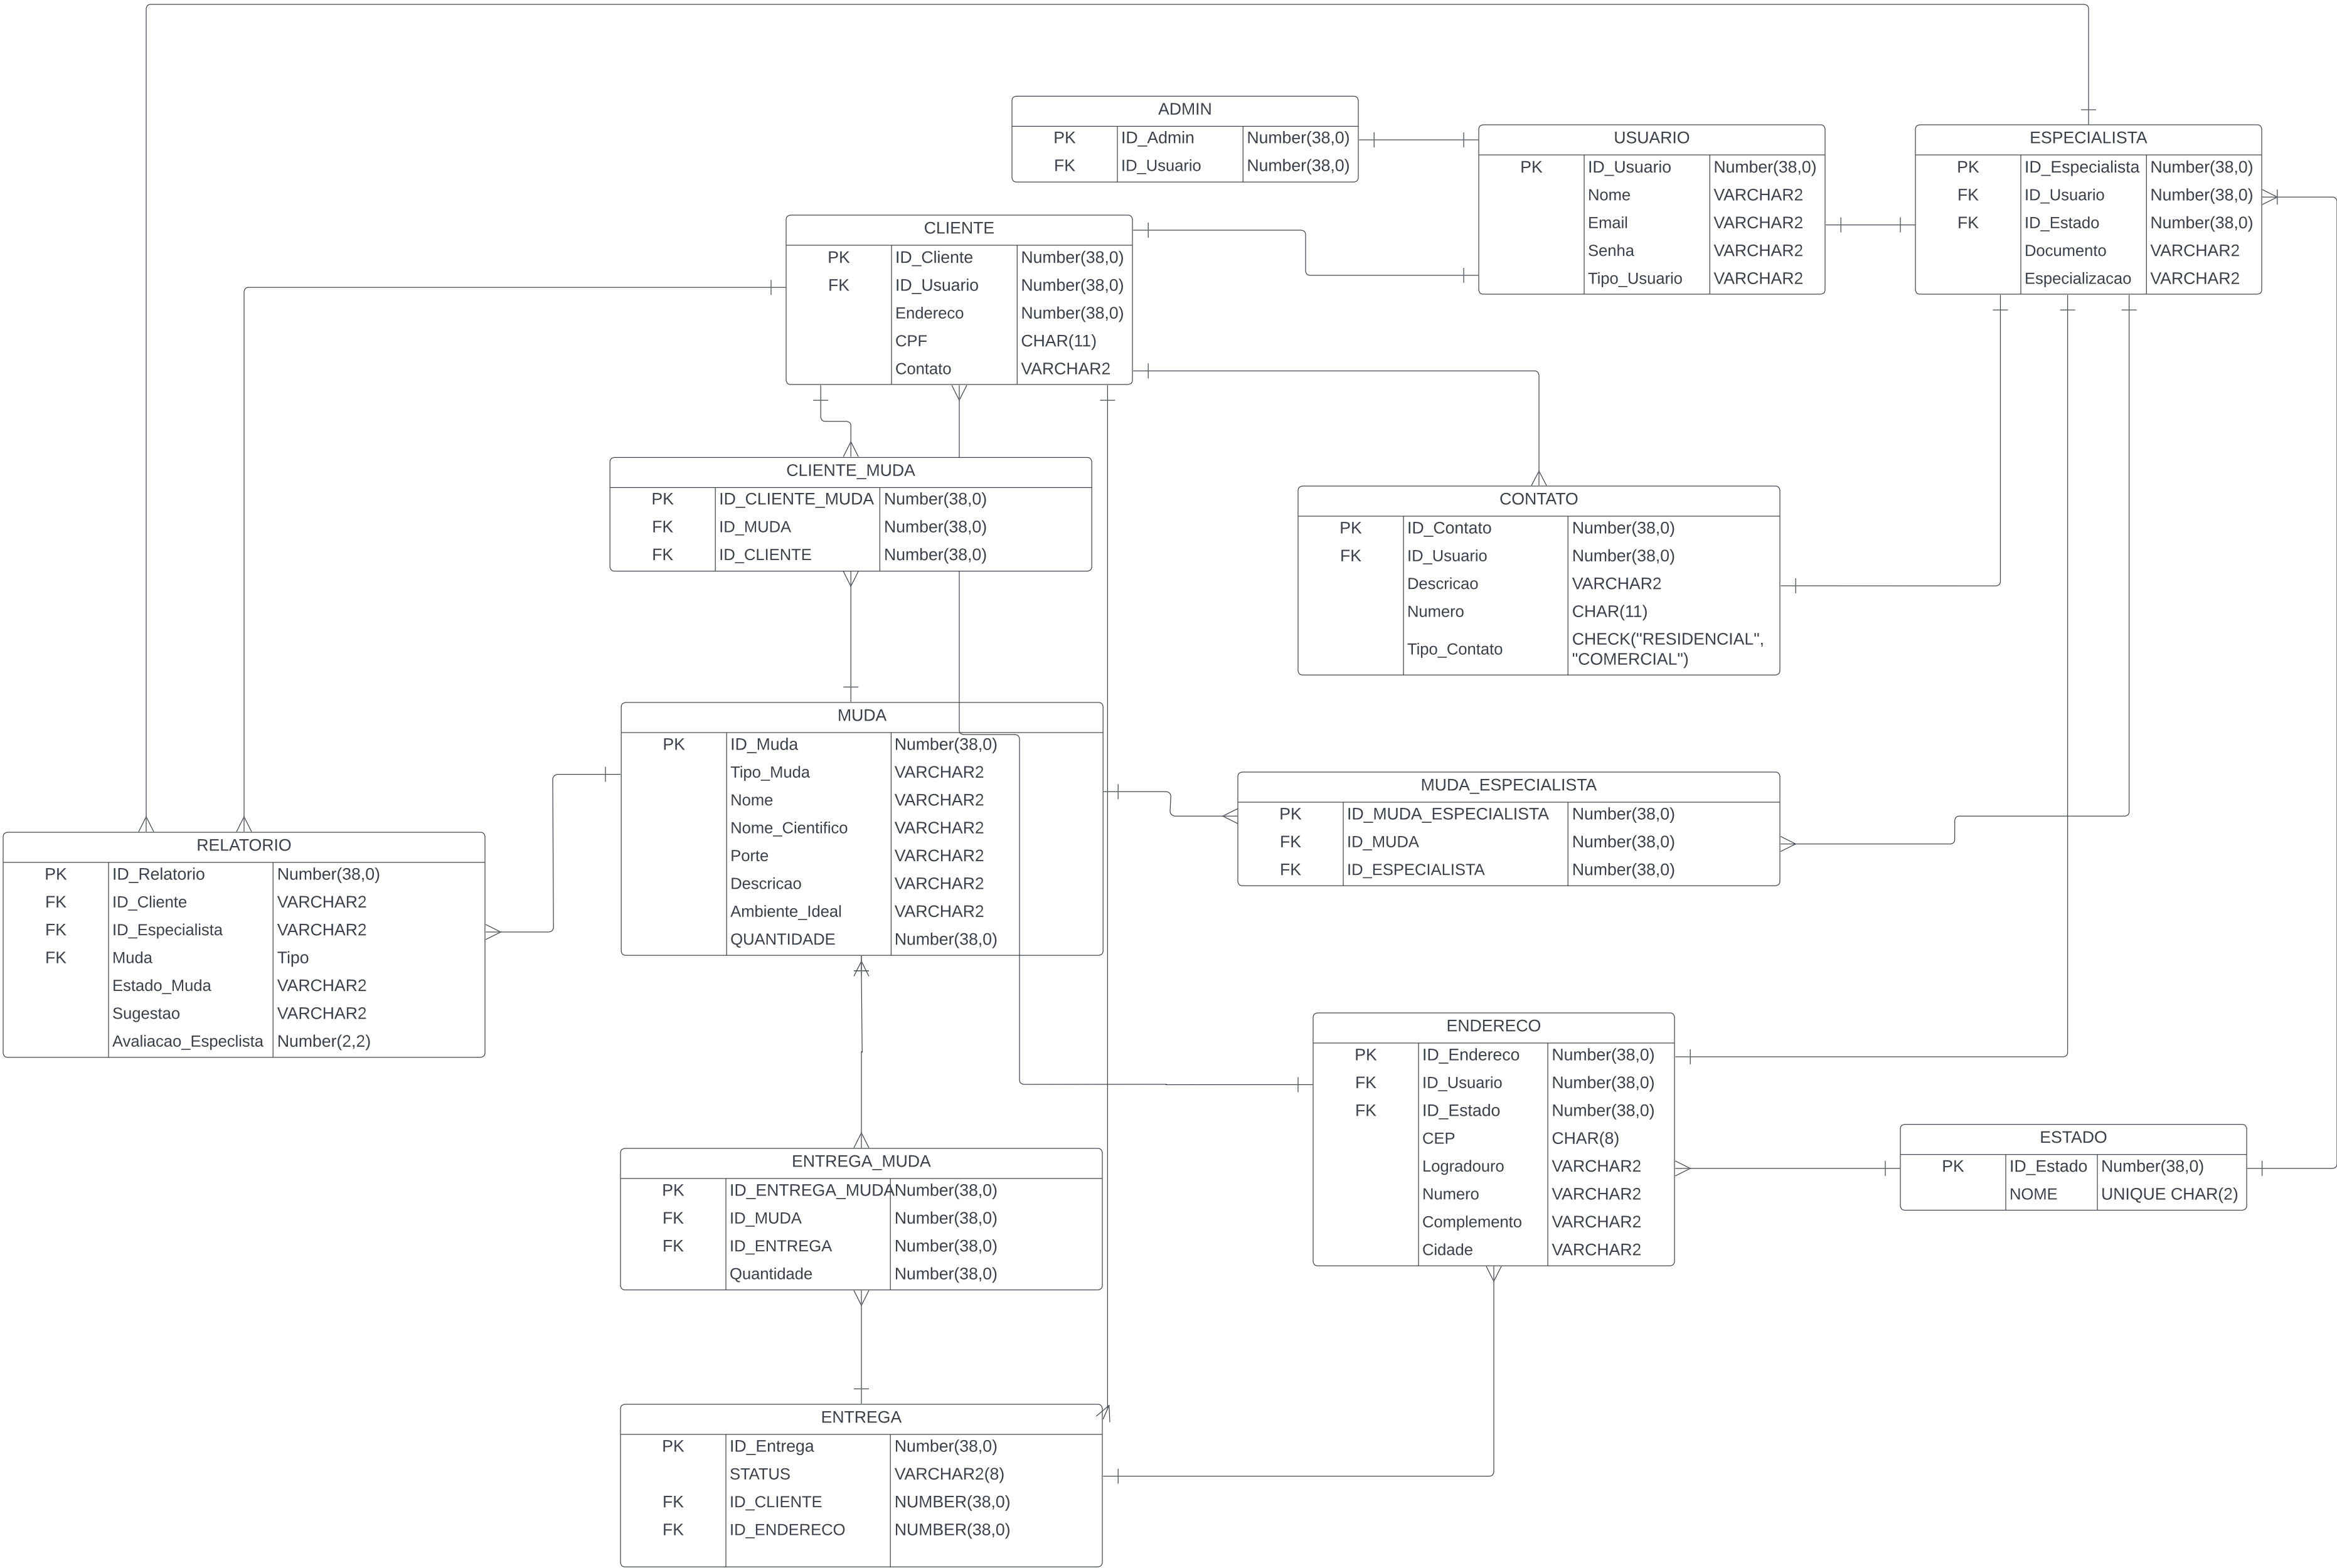 ADMIN
PK ID_Admin Number(38,0)
FK ID_Usuario Number(38,0)
USUARIO
PK ID_Usuario Number(38,0)
Nome VARCHAR2
Email VARCHAR2
Senha VARCHAR2
Tipo_Usuario VARCHAR2
ESPECIALISTA
PK ID_Especialista Number(38,0)
FK ID_Usuario Number(38,0)
FK ID_Estado Number(38,0)
Documento VARCHAR2
Especializacao VARCHAR2
CLIENTE
PK ID_Cliente Number(38,0)
FK ID_Usuario Number(38,0)
Endereco Number(38,0)
CPF CHAR(11)
Contato VARCHAR2
CLIENTE_MUDA
PK ID_CLIENTE_MUDA Number(38,0)
FK ID_MUDA Number(38,0)
FK ID_CLIENTE Number(38,0)
CONTATO
PK ID_Contato Number(38,0)
FK ID_Usuario Number(38,0)
Descricao VARCHAR2
Numero CHAR(11)
Tipo_Contato CHECK("RESIDENCIAL",
"COMERCIAL")
MUDA
PK ID_Muda Number(38,0)
Tipo_Muda VARCHAR2
Nome VARCHAR2
Nome_Cientifico VARCHAR2
Porte VARCHAR2
Descricao VARCHAR2
Ambiente_Ideal VARCHAR2
QUANTIDADE Number(38,0)
MUDA_ESPECIALISTA
PK ID_MUDA_ESPECIALISTA Number(38,0)
FK ID_MUDA Number(38,0)
FK ID_ESPECIALISTA Number(38,0)
RELATORIO
PK ID_Relatorio Number(38,0)
FK ID_Cliente VARCHAR2
FK ID_Especialista VARCHAR2
FK Muda Tipo
Estado_Muda VARCHAR2
Sugestao VARCHAR2
Avaliacao_Especlista Number(2,2)
ENDERECO
PK ID_Endereco Number(38,0)
FK ID_Usuario Number(38,0)
FK ID_Estado Number(38,0)
CEP CHAR(8)
Logradouro VARCHAR2
Numero VARCHAR2
Complemento VARCHAR2
Cidade VARCHAR2
ESTADO
PK ID_Estado Number(38,0)
NOME UNIQUE CHAR(2)
ENTREGA_MUDA
PK ID_ENTREGA_MUDA Number(38,0)
FK ID_MUDA Number(38,0)
FK ID_ENTREGA Number(38,0)
Quantidade Number(38,0)
ENTREGA
PK ID_Entrega Number(38,0)
STATUS VARCHAR2(8)
FK ID_CLIENTE NUMBER(38,0)
FK ID_ENDERECO NUMBER(38,0)